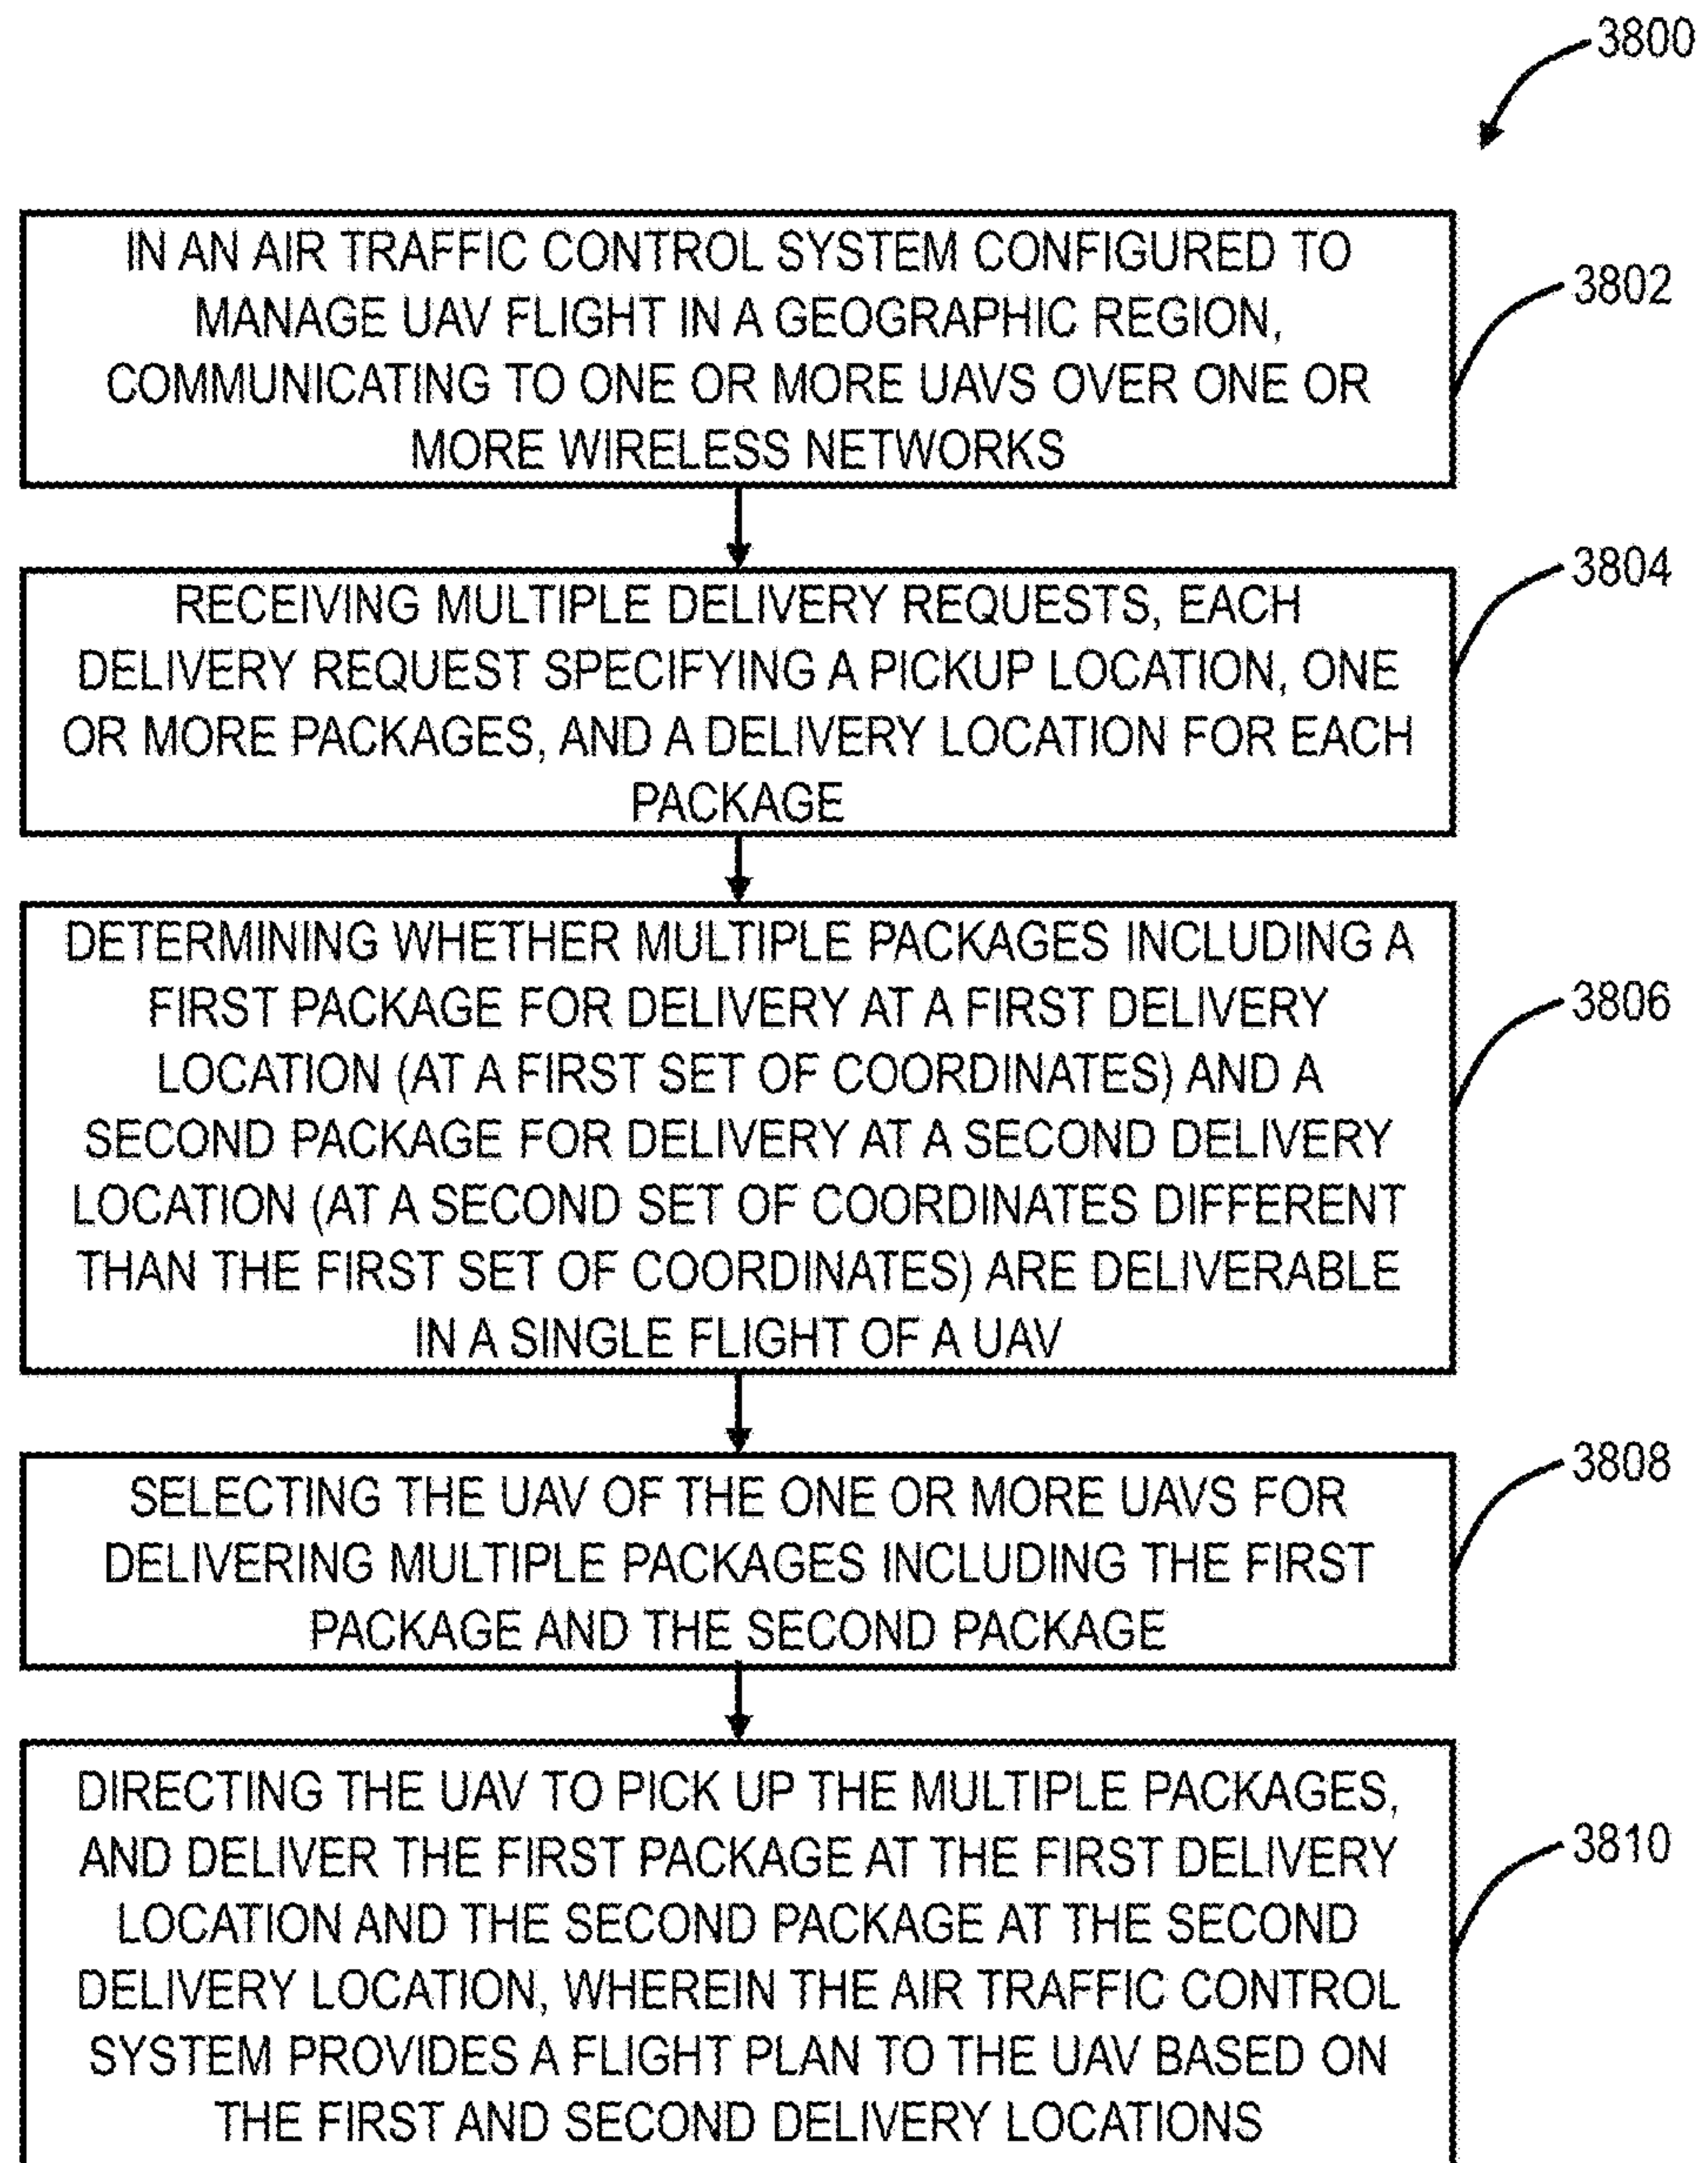 3800
IN AN AIR TRAFFIC CONTROL SYSTEM CONFIGURED TO
MANAGE UAV FLIGHT IN A GEOGRAPHIC REGION,
COMMUNICATING TO ONE OR MORE UAVS OVER ONE OR
MORE WIRELESS NETWORKS
3802
RECEIVING MULTIPLE DELIVERY REQUESTS, EACH
DELIVERY REQUEST SPECIFYING A PICKUP LOCATION, ONE
OR MORE PACKAGES, AND A DELIVERY LOCATION FOR EACH
PACKAGE
3804
DETERMINING WHETHER MULTIPLE PACKAGES INCLUDING A
FIRST PACKAGE FOR DELIVERY AT A FIRST DELIVERY
LOCATION (AT A FIRST SET OF COORDINATES) AND A
SECOND PACKAGE FOR DELIVERY AT A SECOND DELIVERY
LOCATION (AT A SECOND SET OF COORDINATES DIFFERENT
THAN THE FIRST SET OF COORDINATES) ARE DELIVERABLE
IN A SINGLE FLIGHT OF A UAV
3806
SELECTING THE UAV OF THE ONE OR MORE UAVS FOR
DELIVERING MULTIPLE PACKAGES INCLUDING THE FIRST
PACKAGE AND THE SECOND PACKAGE
3808
DIRECTING THE UAV TO PICK UP THE MULTIPLE PACKAGES,
AND DELIVER THE FIRST PACKAGE AT THE FIRST DELIVERY
LOCATION AND THE SECOND PACKAGE AT THE SECOND
DELIVERY LOCATION, WHEREIN THE AIR TRAFFIC CONTROL
SYSTEM PROVIDES A FLIGHT PLAN TO THE UAV BASED ON
THE FIRST AND SECOND DELIVERY LOCATIONS
3810